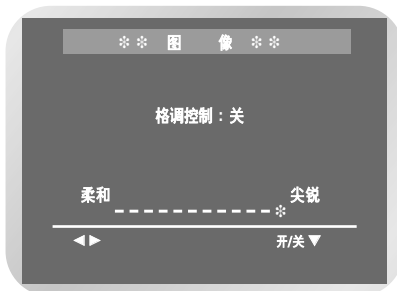 ❊❊ 图 像 ❊❊
格调控制：关
柔和 尖锐
------------❊
◀▶ 开/关▼